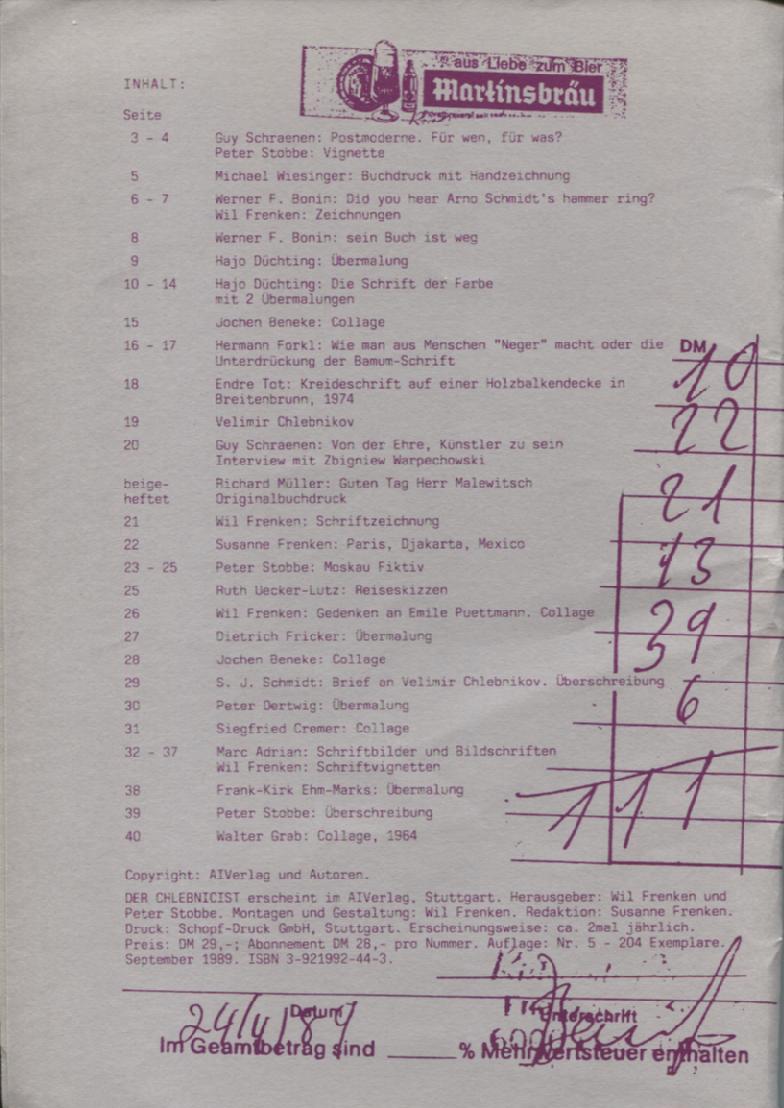 aus Liebe zum Bier
Martinsbräu
INHALT:
Seite
3 - 4 Guy Schraenen: Postmoderne. Für wen, für was?
Peter Stobbe: Vignette
5 Michael Wiesinger: Buchdruck mit Handzeichnung
6 - 7 Werner F. Bonin: Did you hear Arno Schmidt's hammer ring?
Wil Frenken: Zeichnungen
8 Werner F. Bonin: sein Buch ist weg
9 Hajo Düchting: Übermalung
10 - 14 Hajo Düchting: Die Schrift der Farbe
mit 2 Übermalungen
15 Jochen Beneke: Collage
16 - 17 Hermann Forkl: Wie man aus Menschen "Neger" macht oder die
Unterdrückung der Bamum-Schrift
DM
10
18 Endre Tot: Kreideschrift auf einer Holzbalkendecke in
Breitenbrunn, 1974
19 Velimir Chlebnikov
22
20 Guy Schraenen: Von der Ehre, Künstler zu sein
Interview mit Zbigniew Warpechowski
beige- Richard Müller: Guten Tag Herr Malewitsch
heftet Originalbuchdruck
21
21 Wil Frenken: Schriftzeichnung
22 Susanne Frenken: Paris, Djakarta, Mexico
23 - 25 Peter Stobbe: Moskau Fiktiv
13
25 Ruth Uecker-Lutz: Reiseskizzen
26 Wil Frenken: Gedenken an Emile Puettmann. Collage
27 Dietrich Fricker: Übermalung
39
28 Jochen Beneke: Collage
29 S. J. Schmidt: Brief an Velimir Chlebnikov. Überschreibung
30 Peter Dertwig: Übermalung
6
31 Siegfried Cremer: Collage
32 - 37 Marc Adrian: Schriftbilder und Bildschriften
Wil Frenken: Schriftvignetten
38 Frank-Kirk Ehm-Marks: Übermalung
39 Peter Stobbe: Überschreibung
111
40 Walter Grab: Collage, 1964
Copyright: AIVerlag und Autoren.
DER CHLEBNICIST erscheint im AIVerlag, Stuttgart. Herausgeber: Wil Frenken und
Peter Stobbe. Montagen und Gestaltung: Wil Frenken. Redaktion: Susanne Frenken.
Druck: Schopf-Druck GmbH, Stuttgart. Erscheinungsweise: ca. 2mal jährlich.
Preis: DM 29,-; Abonnement DM 28,- pro Nummer. Auflage: Nr. 5 - 204 Exemplare.
September 1989. ISBN 3-921992-44-3.
Datum
24/4/89
Unterschrift
Im Geamtbetrag sind % Mehrwertsteuer enthalten